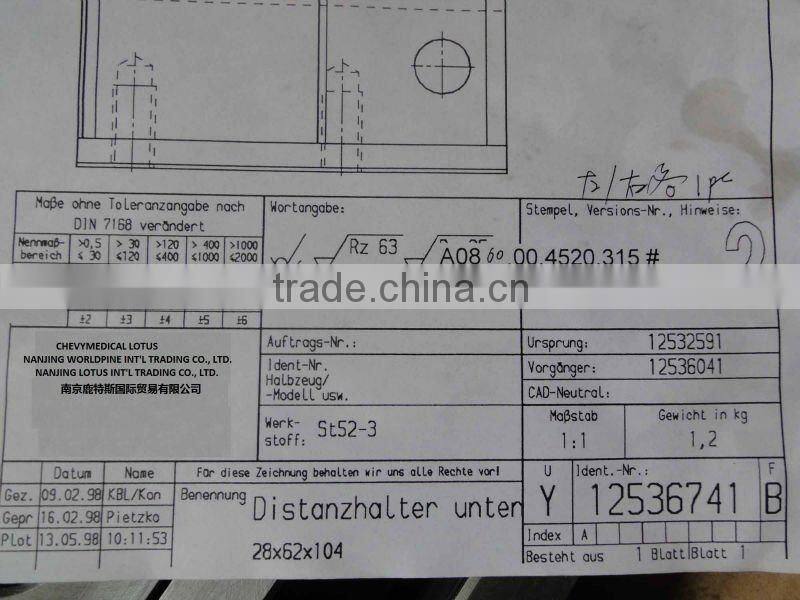 Maße ohne Toleranzangabe nach
DIN 7168 verändert
Nennmaß-
bereich
>0,5
≤ 30
> 30
≤120
>120
≤400
> 400
≤1000
>1000
≤2000
±2 ±3 ±4 ±5 ±6
Wortangabe:
Rz 63
A08 60.00.4520.315 #
Stempel, Versions-Nr., Hinweise:
1 pc
2
trade.china.cn
CHEVYMEDICAL LOTUS
NANJING WORLDPINE INT'L TRADING CO., LTD.
NANJING LOTUS INT'L TRADING CO., LTD.
南京鹿特斯国际贸易有限公司
Auftrags-Nr.:
Ident-Nr.
Halbzeug/
-Modell usw.
Werk-
stoff: St52-3
Ursprung: 12532591
Vorgänger: 12536041
CAD-Neutral:
Maßstab
1:1
Gewicht in kg
1,2
Datum Name
Gez. 09.02.98 KBL/Kon
Gepr 16.02.98 Pietzko
Plot 13.05.98 10:11:53
Für diese Zeichnung behalten wir uns alle Rechte vor!
Benennung
Distanzhalter unten
28x62x104
U
Y
Ident.-Nr.:
12536741
F
B
Index A
Besteht aus 1 Blatt Blatt 1